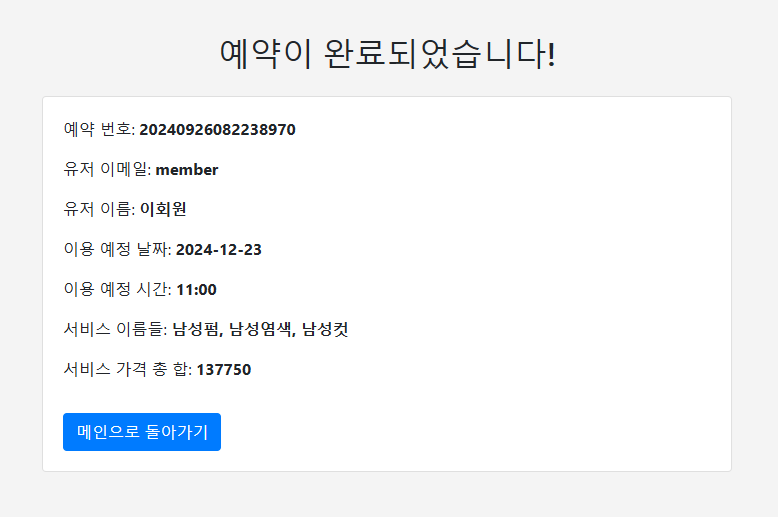 예약이 완료되었습니다!
예약 번호: 20240926082238970
유저 이메일: member
유저 이름: 이회원
이용 예정 날짜: 2024-12-23
이용 예정 시간: 11:00
서비스 이름들: 남성펌, 남성염색, 남성컷
서비스 가격 총 합: 137750
메인으로 돌아가기